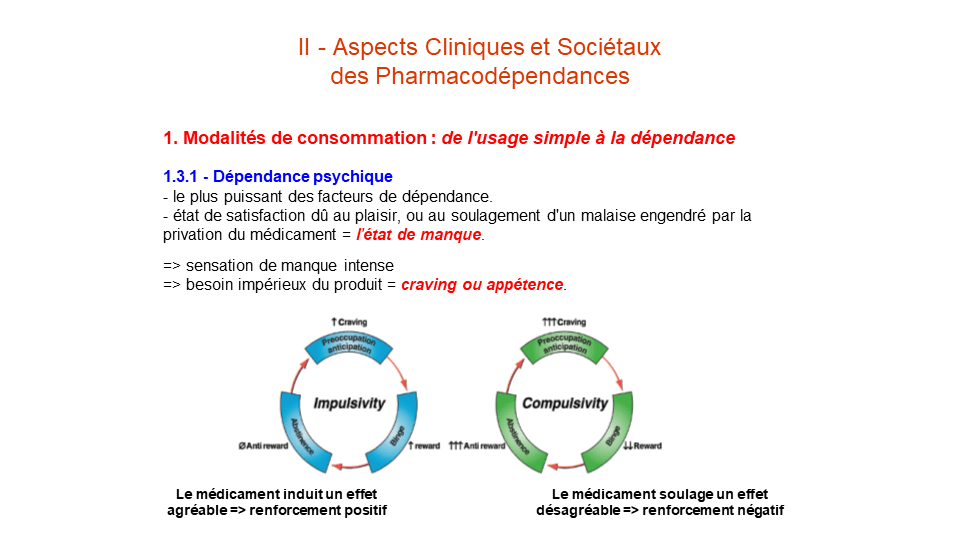 II - Aspects Cliniques et Sociétaux
des Pharmacodépendances
1. Modalités de consommation : de l'usage simple à la dépendance
1.3.1 - Dépendance psychique
- le plus puissant des facteurs de dépendance.
- état de satisfaction dû au plaisir, ou au soulagement d'un malaise engendré par la
privation du médicament = l'état de manque.
=> sensation de manque intense
=> besoin impérieux du produit = craving ou appétence.
↑Craving
Preoccupation
anticipation
Impulsivity
Abstinence
Binge
ØAnti reward
↑reward
↑↑↑Craving
Preoccupation
anticipation
Compulsivity
Abstinence
Binge
↑↑↑Anti reward
↓↓Reward
Le médicament induit un effet
agréable => renforcement positif
Le médicament soulage un effet
désagréable => renforcement négatif